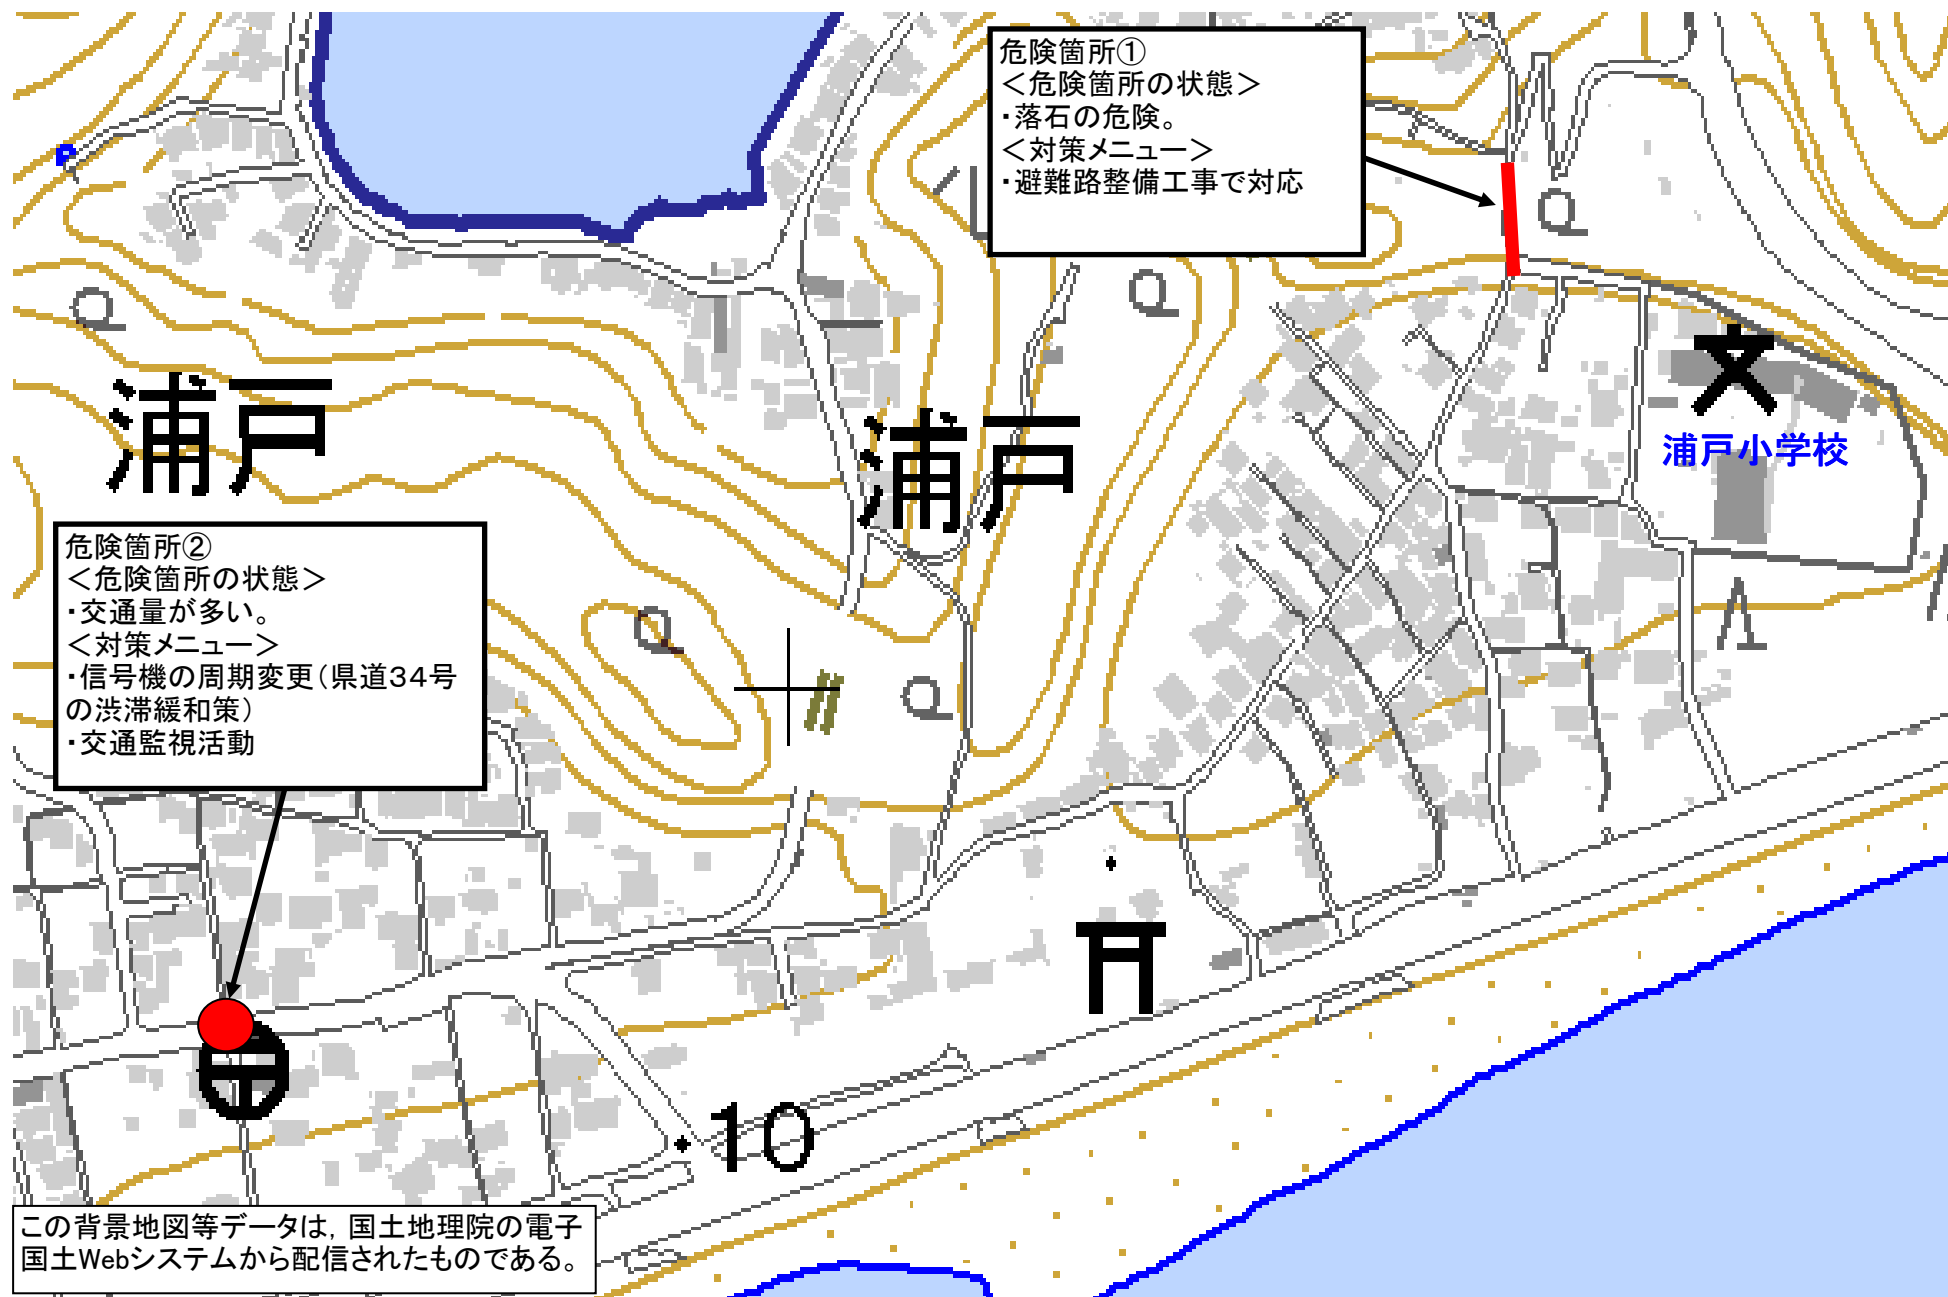 危険箇所①
<危険箇所の状態>
・落石の危険。
<対策メニュー>
・避難路整備工事で対応
P
浦戸
浦戸
浦戸小学校
危険箇所②
<危険箇所の状態>
・交通量が多い。
<対策メニュー>
・信号機の周期変更(県道34号
の渋滞緩和策)
・交通監視活動
・10
この背景地図等データは, 国土地理院の電子
国土Webシステムから配信されたものである。